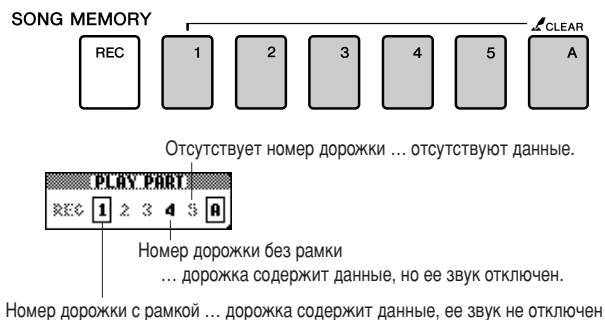 SONG MEMORY
CLEAR
REC 1 2 3 4 5 A
Отсутствует номер дорожки … отсутствуют данные.
PLAY PART
REC 1 2 3 4 5 A
Номер дорожки без рамки
… дорожка содержит данные, но ее звук отключен.
Номер дорожки с рамкой … дорожка содержит данные, ее звук не отключен